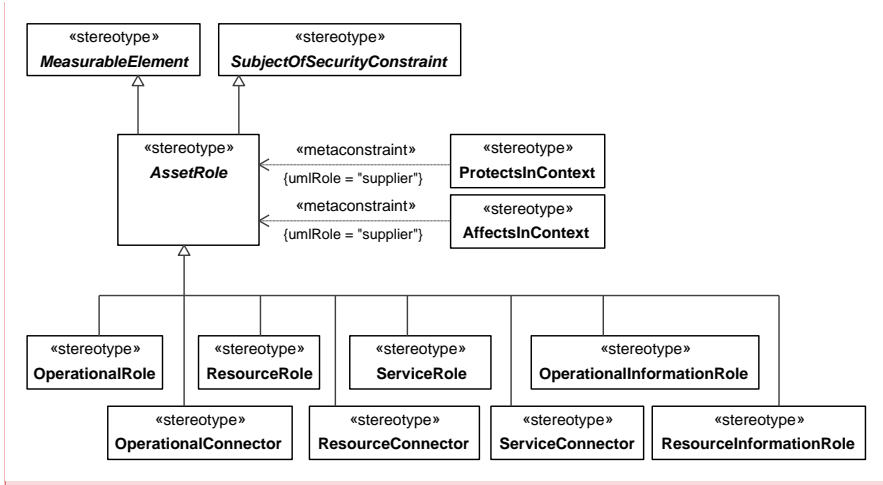 «stereotype»
MeasurableElement
«stereotype»
SubjectOfSecurityConstraint
«stereotype»
AssetRole
«metaconstraint»
{umlRole = "supplier"}
«stereotype»
ProtectsInContext
«metaconstraint»
{umlRole = "supplier"}
«stereotype»
AffectsInContext
«stereotype»
OperationalRole
«stereotype»
ResourceRole
«stereotype»
ServiceRole
«stereotype»
OperationalInformationRole
«stereotype»
OperationalConnector
«stereotype»
ResourceConnector
«stereotype»
ServiceConnector
«stereotype»
ResourceInformationRole